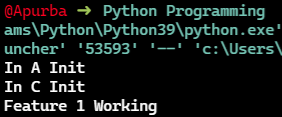 @Apurba ➜ Python Programming
ams\Python\Python39\python.exe'
uncher' '53593' '--' 'c:\Users\
In A Init
In C Init
Feature 1 Working